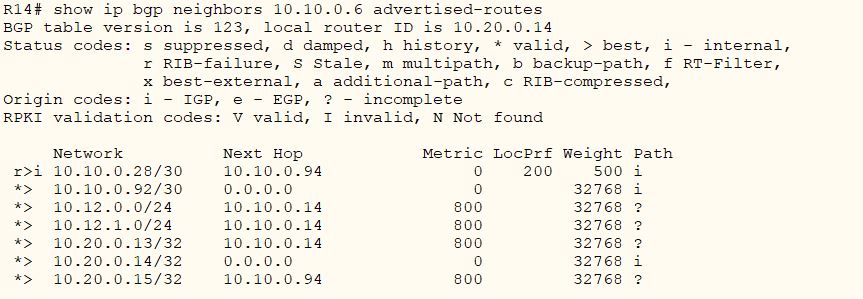 R14# show ip bgp neighbors 10.10.0.6 advertised-routes
BGP table version is 123, local router ID is 10.20.0.14
Status codes: s suppressed, d damped, h history, * valid, > best, i - internal,
              r RIB-failure, S Stale, m multipath, b backup-path, f RT-Filter,
              x best-external, a additional-path, c RIB-compressed,
Origin codes: i - IGP, e - EGP, ? - incomplete
RPKI validation codes: V valid, I invalid, N Not found

     Network          Next Hop            Metric LocPrf Weight Path
 r>i 10.10.0.28/30    10.10.0.94               0    200    500 i
 *>  10.10.0.92/30    0.0.0.0                  0         32768 i
 *>  10.12.0.0/24     10.10.0.14             800         32768 ?
 *>  10.12.1.0/24     10.10.0.14             800         32768 ?
 *>  10.20.0.13/32    10.10.0.14             800         32768 ?
 *>  10.20.0.14/32    0.0.0.0                  0         32768 i
 *>  10.20.0.15/32    10.10.0.94             800         32768 ?